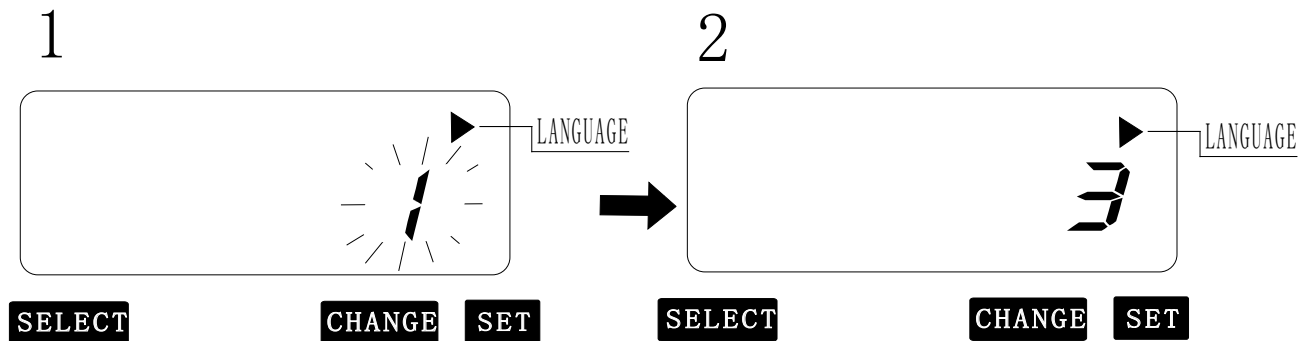 1 2
LANGUAGE LANGUAGE
1 3
SELECT CHANGE SET SELECT CHANGE SET